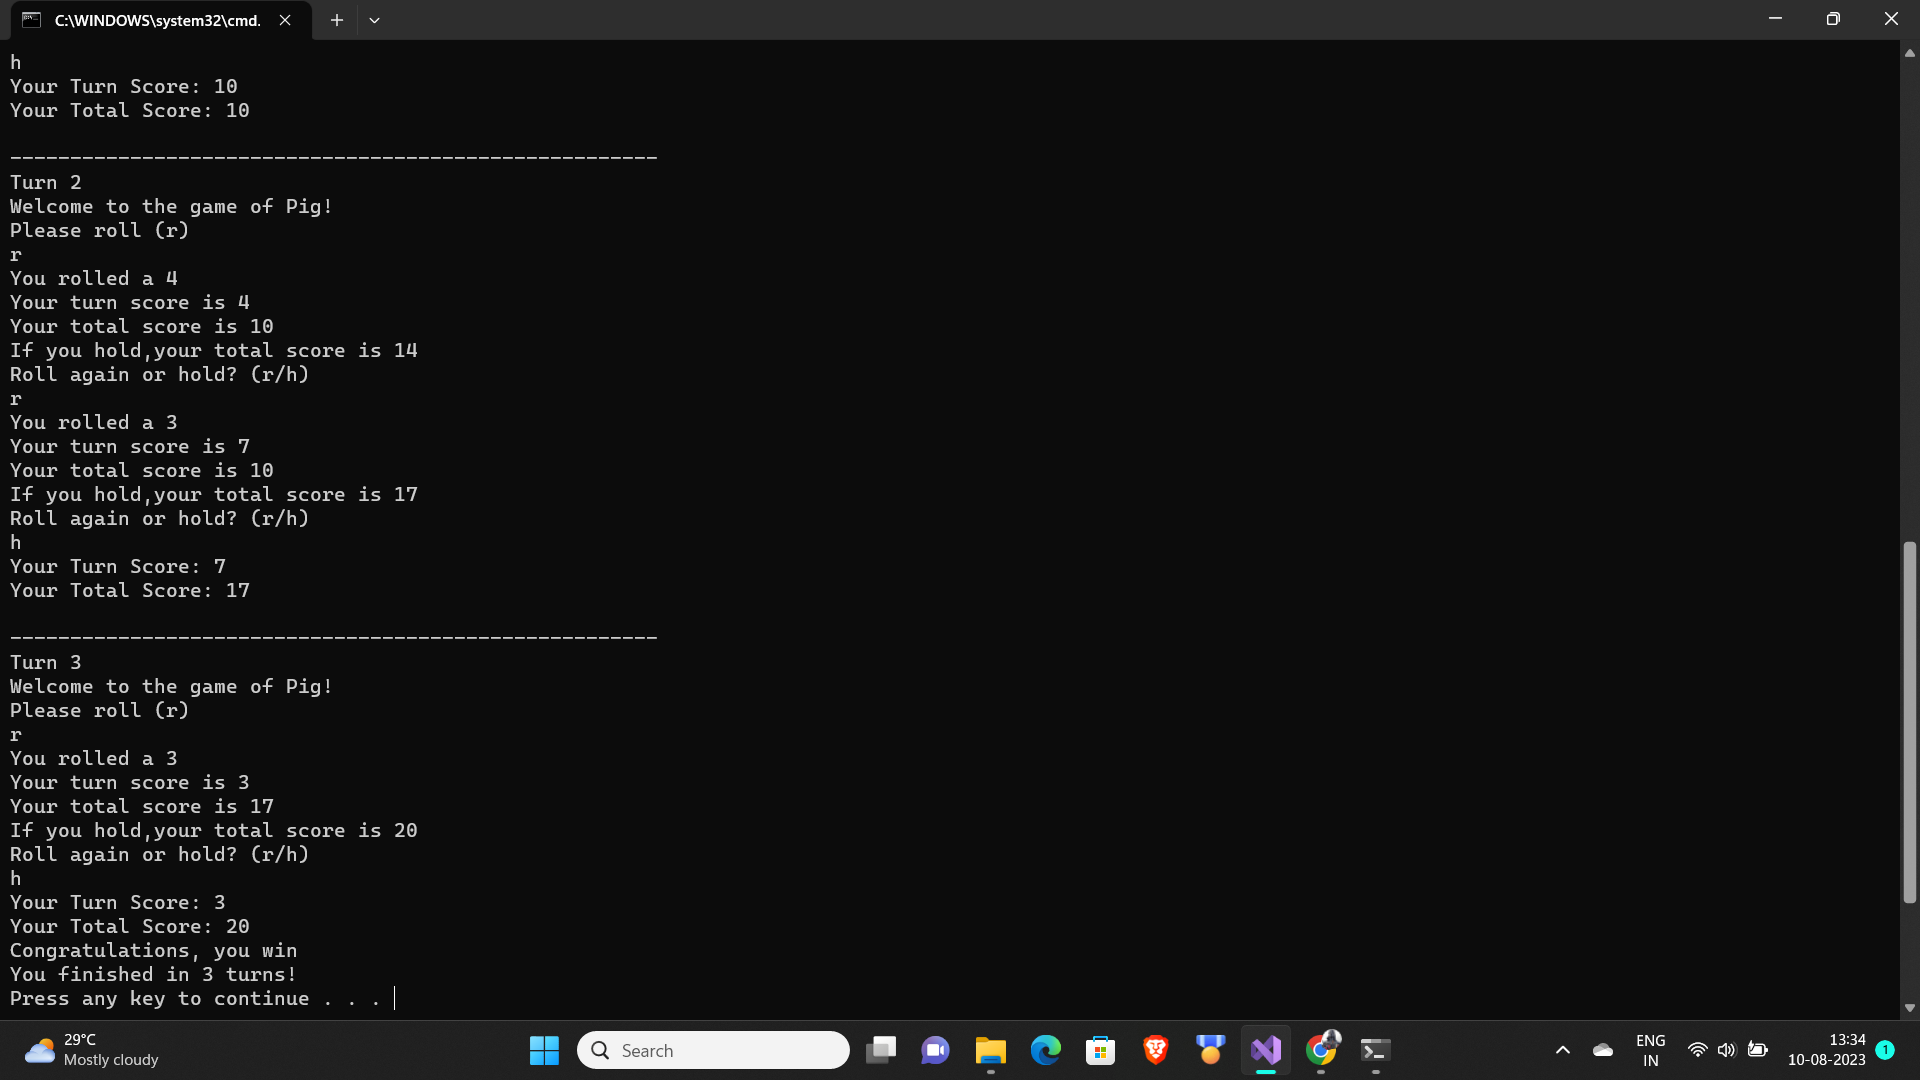 C:\WINDOWS\system32\cmd.
h
Your Turn Score: 10
Your Total Score: 10
------------------------------------------------------
Turn 2
Welcome to the game of Pig!
Please roll (r)
r
You rolled a 4
Your turn score is 4
Your total score is 10
If you hold,your total score is 14
Roll again or hold? (r/h)
r
You rolled a 3
Your turn score is 7
Your total score is 10
If you hold,your total score is 17
Roll again or hold? (r/h)
h
Your Turn Score: 7
Your Total Score: 17
------------------------------------------------------
Turn 3
Welcome to the game of Pig!
Please roll (r)
r
You rolled a 3
Your turn score is 3
Your total score is 17
If you hold,your total score is 20
Roll again or hold? (r/h)
h
Your Turn Score: 3
Your Total Score: 20
Congratulations, you win
You finished in 3 turns!
Press any key to continue . . .
29°C
Mostly cloudy
Search
ENG
IN
13:34
10-08-2023
1